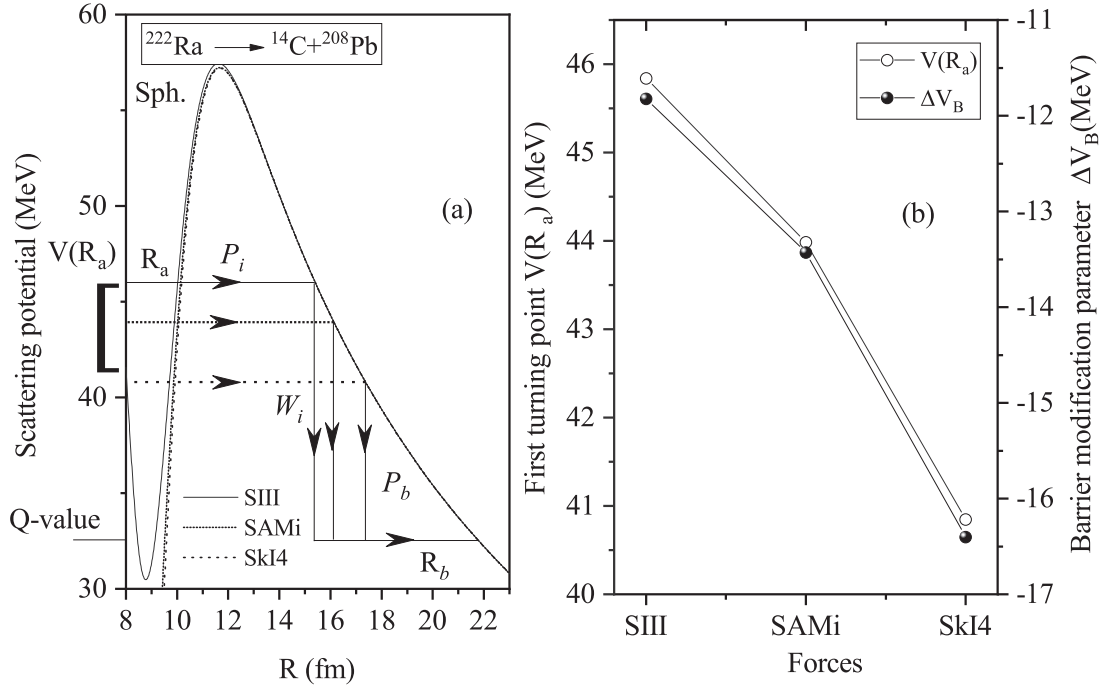 60
50
40
30
Scattering potential (MeV)
²²²Ra ⟶ ¹⁴C+²⁰⁸Pb
Sph.
(a)
V(Rₐ)
Rₐ
Pᵢ
Wᵢ
P_b
Q-value
R_b
SIII
SAMi
SkI4
8 10 12 14 16 18 20 22
R (fm)
46
45
44
43
42
41
40
First turning point V(Rₐ) (MeV)
V(Rₐ)
ΔV_B
(b)
-11
-12
-13
-14
-15
-16
-17
Barrier modification parameter ΔV_B(MeV)
SIII SAMi SkI4
Forces